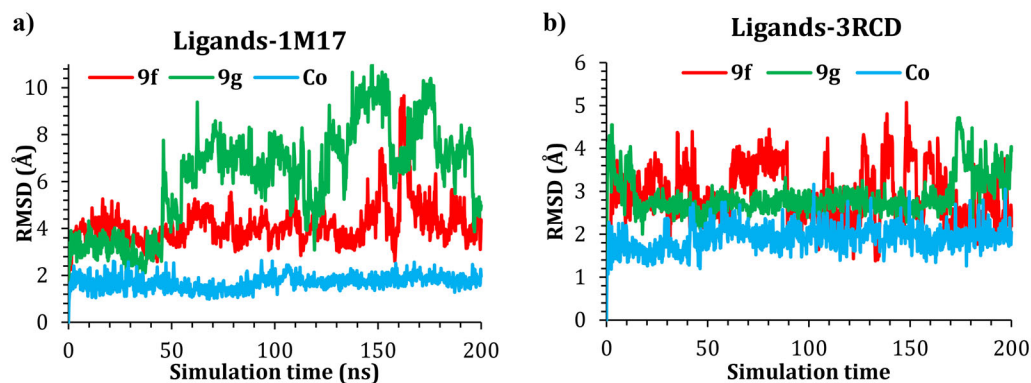 a)
Ligands-1M17
9f 9g Co
10
8
6
4
2
0
RMSD (Å)
0 50 100 150 200
Simulation time (ns)
b)
Ligands-3RCD
9f 9g Co
6
5
4
3
2
1
0
RMSD (Å)
0 50 100 150 200
Simulation time